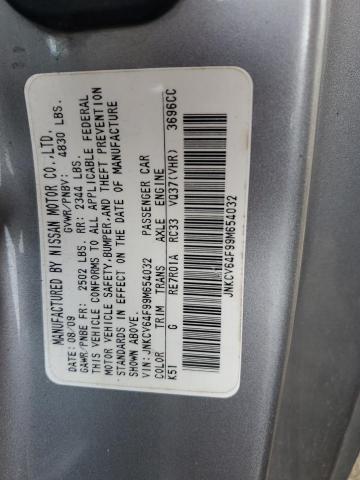 MANUFACTURED BY NISSAN MOTOR CO.,LTD.
DATE: 08/09 GVWR/PNBV: 4830 LBS.
GAWR/PNBE FR: 2502 LBS. RR: 2344 LBS.
THIS VEHICLE CONFORMS TO ALL APPLICABLE FEDERAL
MOTOR VEHICLE SAFETY,BUMPER,AND THEFT PREVENTION
STANDARDS IN EFFECT ON THE DATE OF MANUFACTURE
SHOWN ABOVE.
VIN: JNKCV64F99M654032 PASSENGER CAR
COLOR TRIM TRANS AXLE ENGINE
K51 G RE7R01A RC33 VQ37(VHR) 3696CC
JNKCV64F99M654032